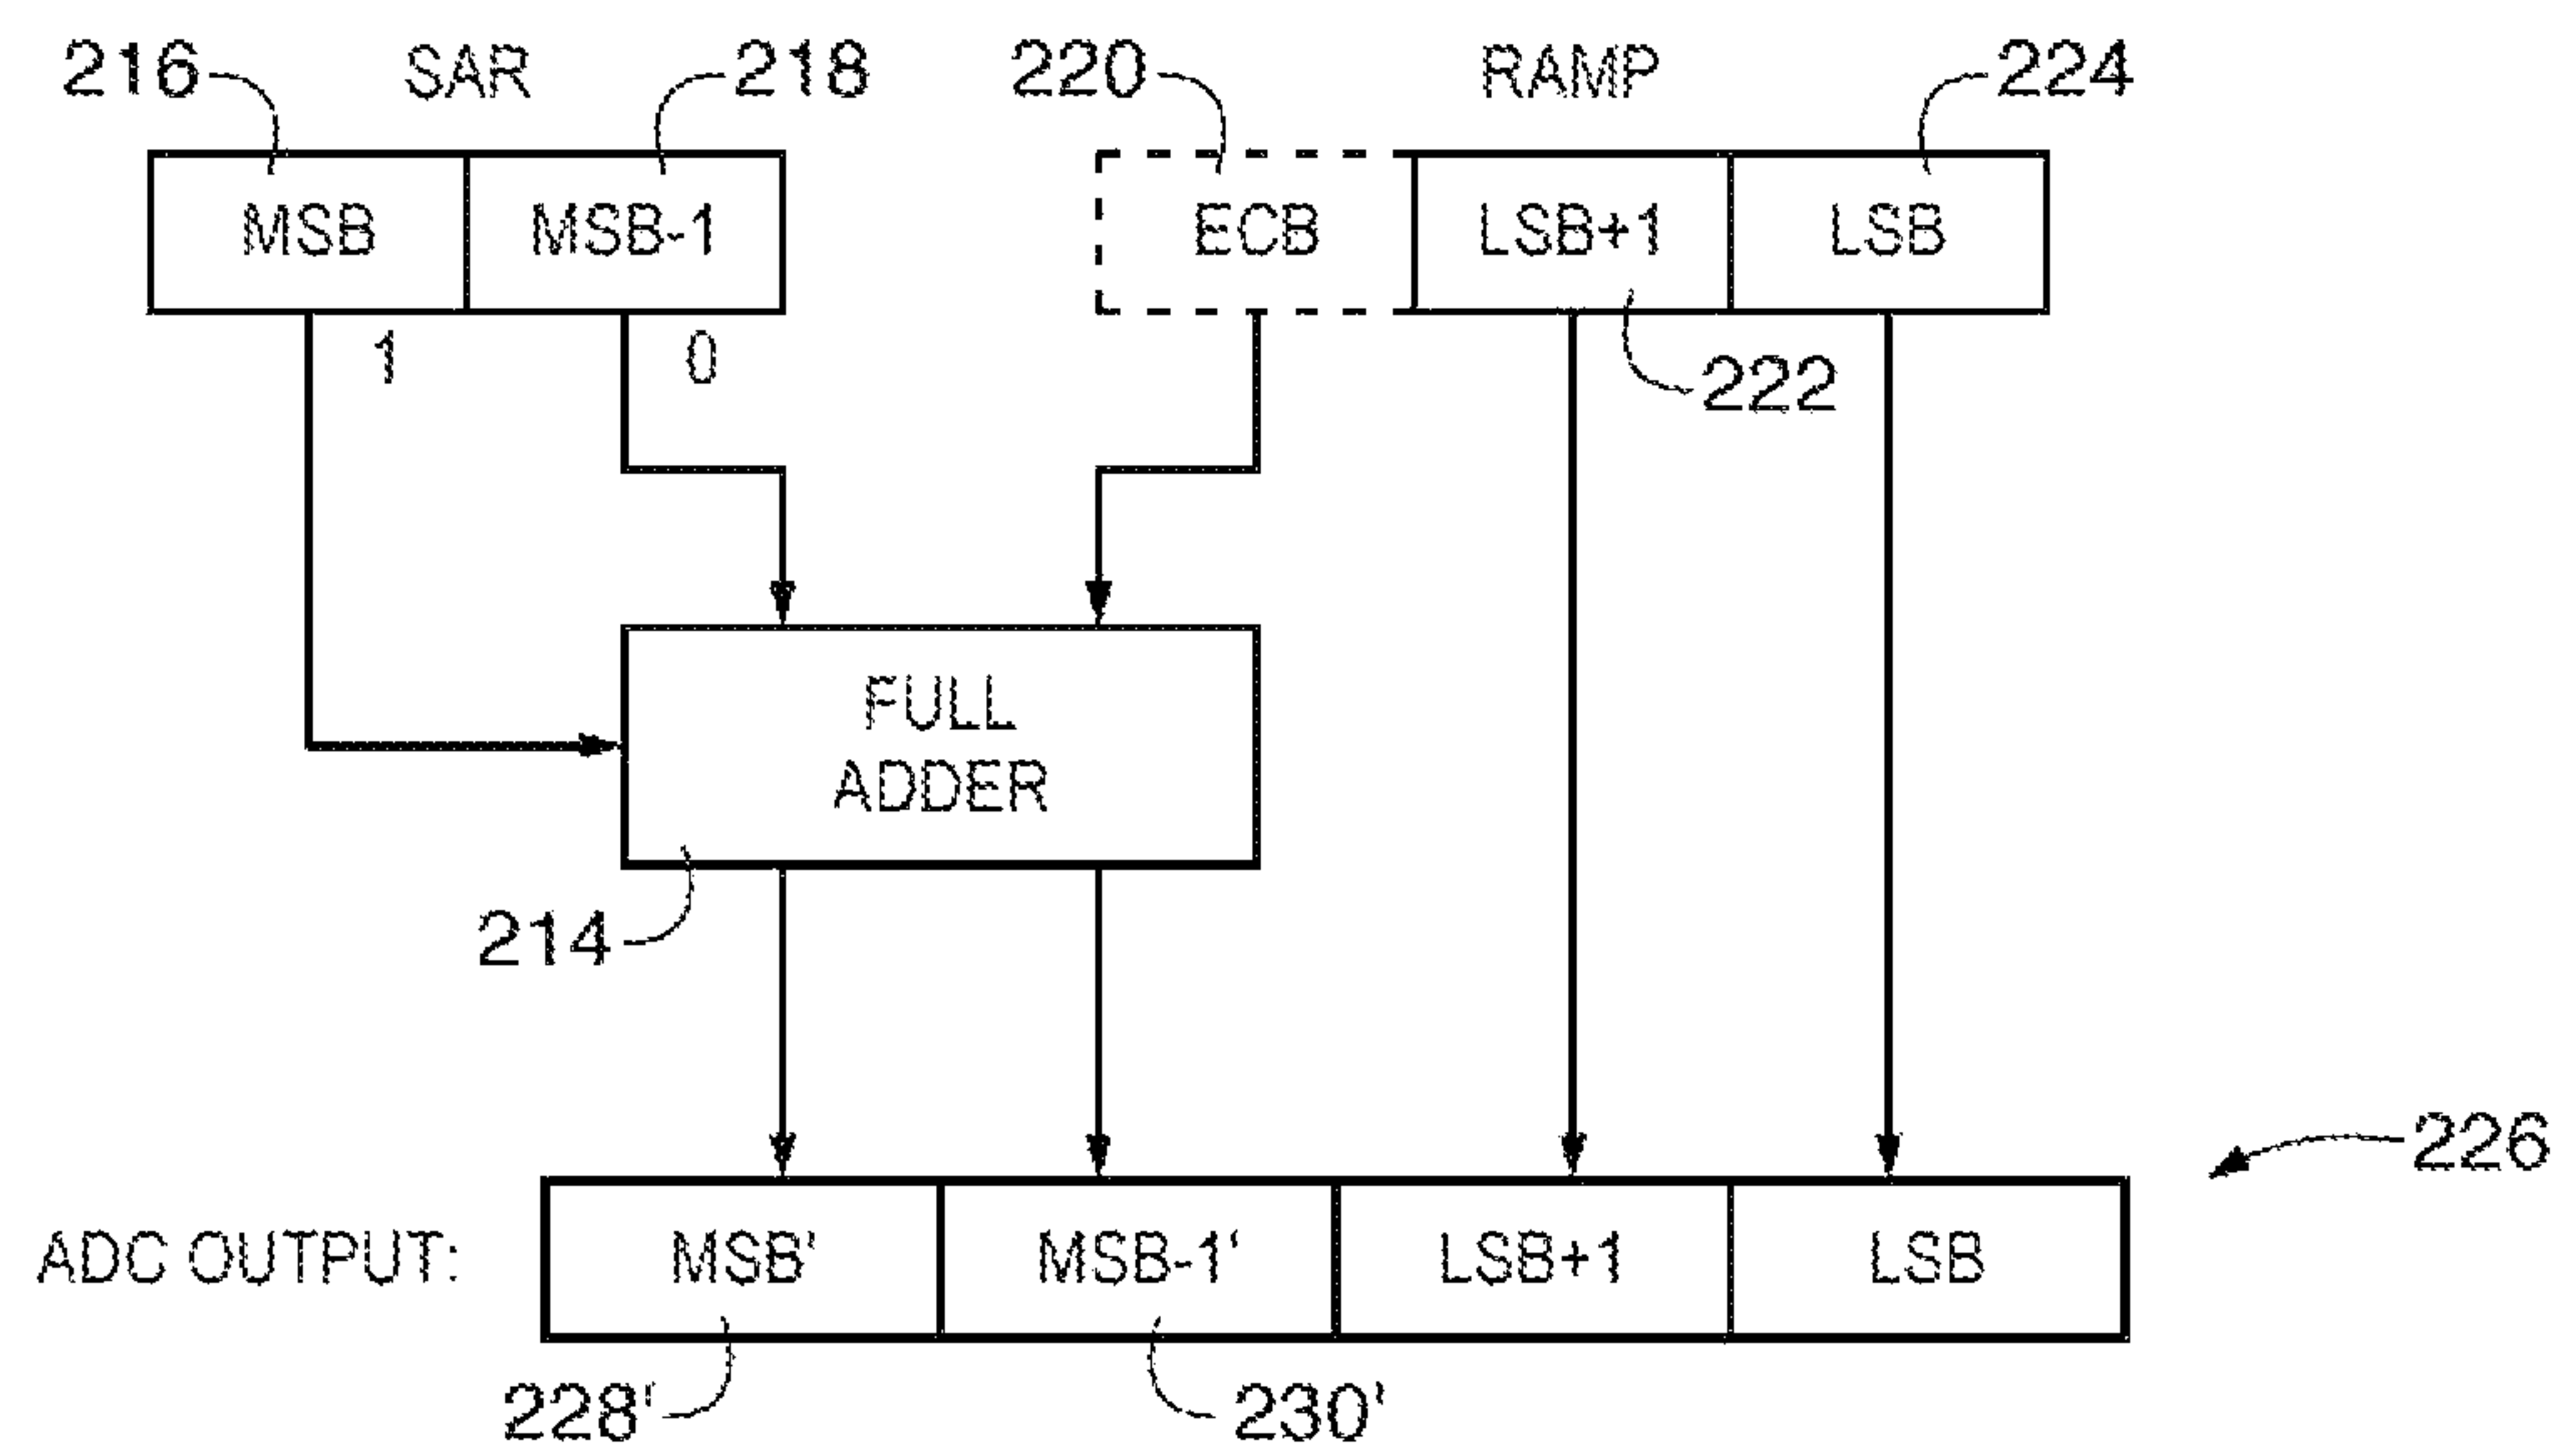 216 SAR 218 220 RAMP 224
MSB MSB-1 ECB LSB+1 LSB
1 0 222
FULL
ADDER
214
226
ADC OUTPUT: MSB' MSB-1' LSB+1 LSB
228' 230'